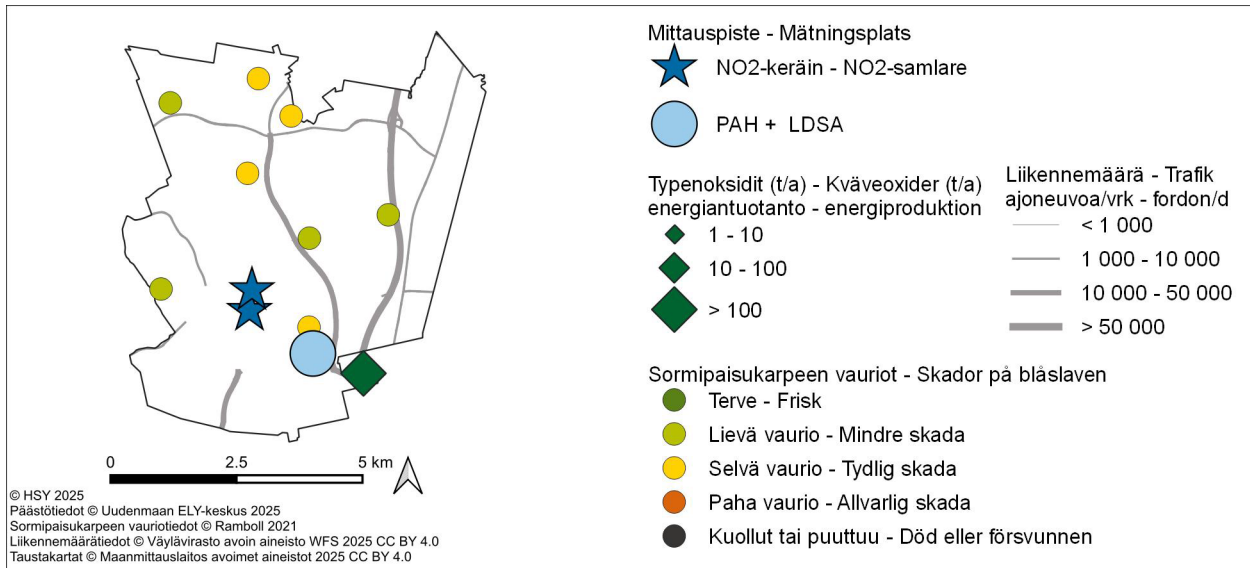 Mittauspiste - Mätningsplats
NO2-keräin - NO2-samlare
PAH + LDSA
Typenoksidit (t/a) - Kväveoxider (t/a)
energiantuotanto - energiproduktion
1 - 10
10 - 100
> 100
Liikennemäärä - Trafik
ajoneuvoa/vrk - fordon/d
< 1 000
1 000 - 10 000
10 000 - 50 000
> 50 000
Sormipaisukarpeen vauriot - Skador på blåslaven
Terve - Frisk
Lievä vaurio - Mindre skada
Selvä vaurio - Tydlig skada
Paha vaurio - Allvarlig skada
Kuollut tai puuttuu - Död eller försvunnen
0 2.5 5 km
© HSY 2025
Päästötiedot © Uudenmaan ELY-keskus 2025
Sormipaisukarpeen vauriotiedot © Ramboll 2021
Liikennemäärätiedot © Väylävirasto avoin aineisto WFS 2025 CC BY 4.0
Taustakartat © Maanmittauslaitos avoimet aineistot 2025 CC BY 4.0